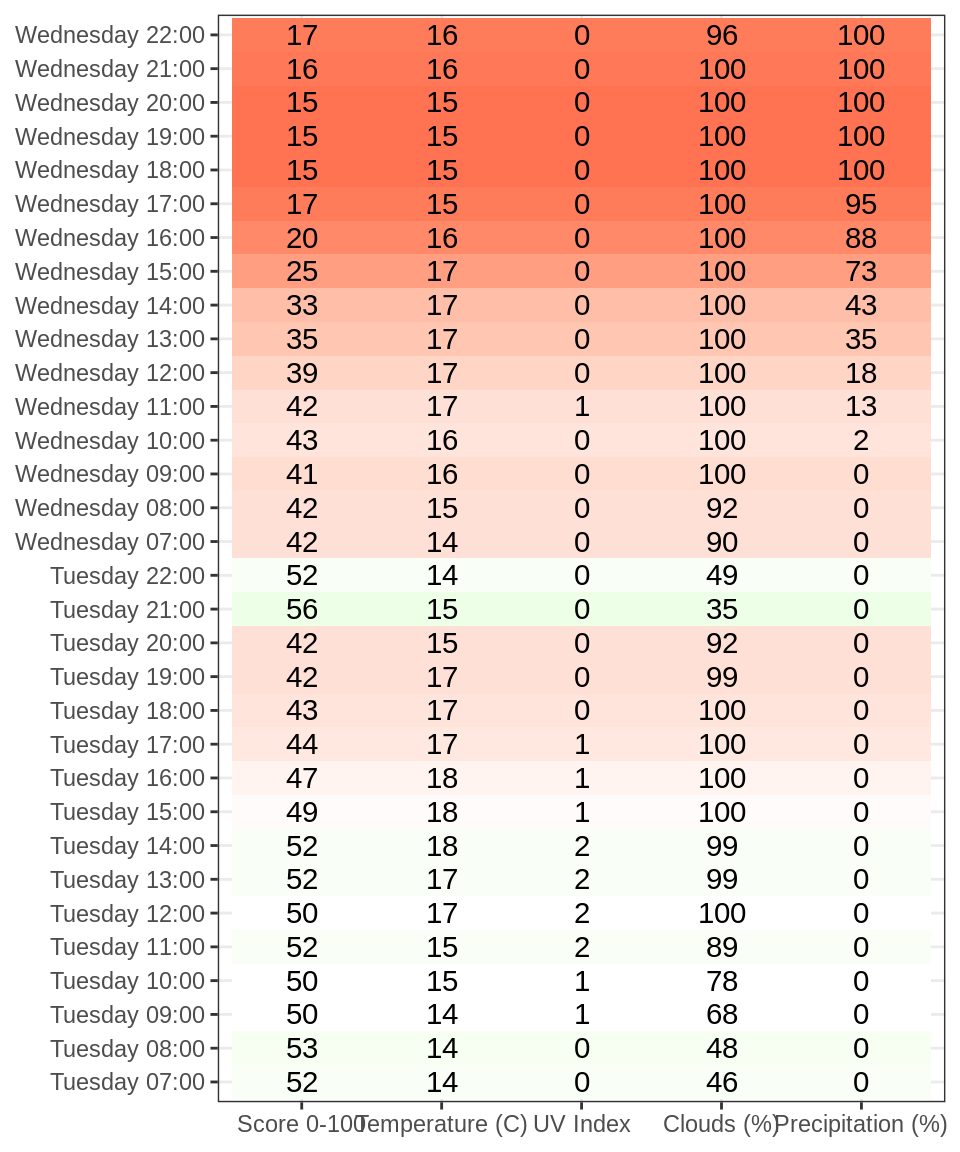 Wednesday 22:00 17 16 0 96 100
Wednesday 21:00 16 16 0 100 100
Wednesday 20:00 15 15 0 100 100
Wednesday 19:00 15 15 0 100 100
Wednesday 18:00 15 15 0 100 100
Wednesday 17:00 17 15 0 100 95
Wednesday 16:00 20 16 0 100 88
Wednesday 15:00 25 17 0 100 73
Wednesday 14:00 33 17 0 100 43
Wednesday 13:00 35 17 0 100 35
Wednesday 12:00 39 17 0 100 18
Wednesday 11:00 42 17 1 100 13
Wednesday 10:00 43 16 0 100 2
Wednesday 09:00 41 16 0 100 0
Wednesday 08:00 42 15 0 92 0
Wednesday 07:00 42 14 0 90 0
Tuesday 22:00 52 14 0 49 0
Tuesday 21:00 56 15 0 35 0
Tuesday 20:00 42 15 0 92 0
Tuesday 19:00 42 17 0 99 0
Tuesday 18:00 43 17 0 100 0
Tuesday 17:00 44 17 1 100 0
Tuesday 16:00 47 18 1 100 0
Tuesday 15:00 49 18 1 100 0
Tuesday 14:00 52 18 2 99 0
Tuesday 13:00 52 17 2 99 0
Tuesday 12:00 50 17 2 100 0
Tuesday 11:00 52 15 2 89 0
Tuesday 10:00 50 15 1 78 0
Tuesday 09:00 50 14 1 68 0
Tuesday 08:00 53 14 0 48 0
Tuesday 07:00 52 14 0 46 0
Score 0-100 Temperature (C) UV Index Clouds (%) Precipitation (%)